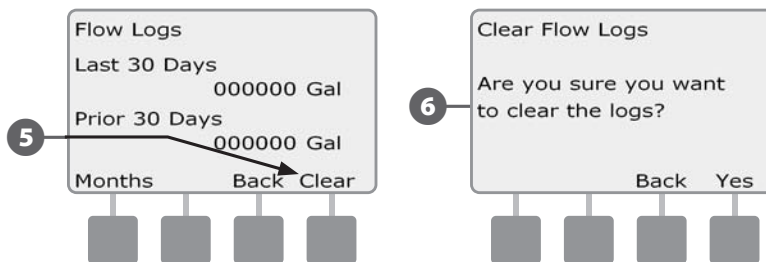 Flow Logs
Last 30 Days
000000 Gal
Prior 30 Days
000000 Gal
Months Back Clear
5
Clear Flow Logs
Are you sure you want
to clear the logs?
Back Yes
6